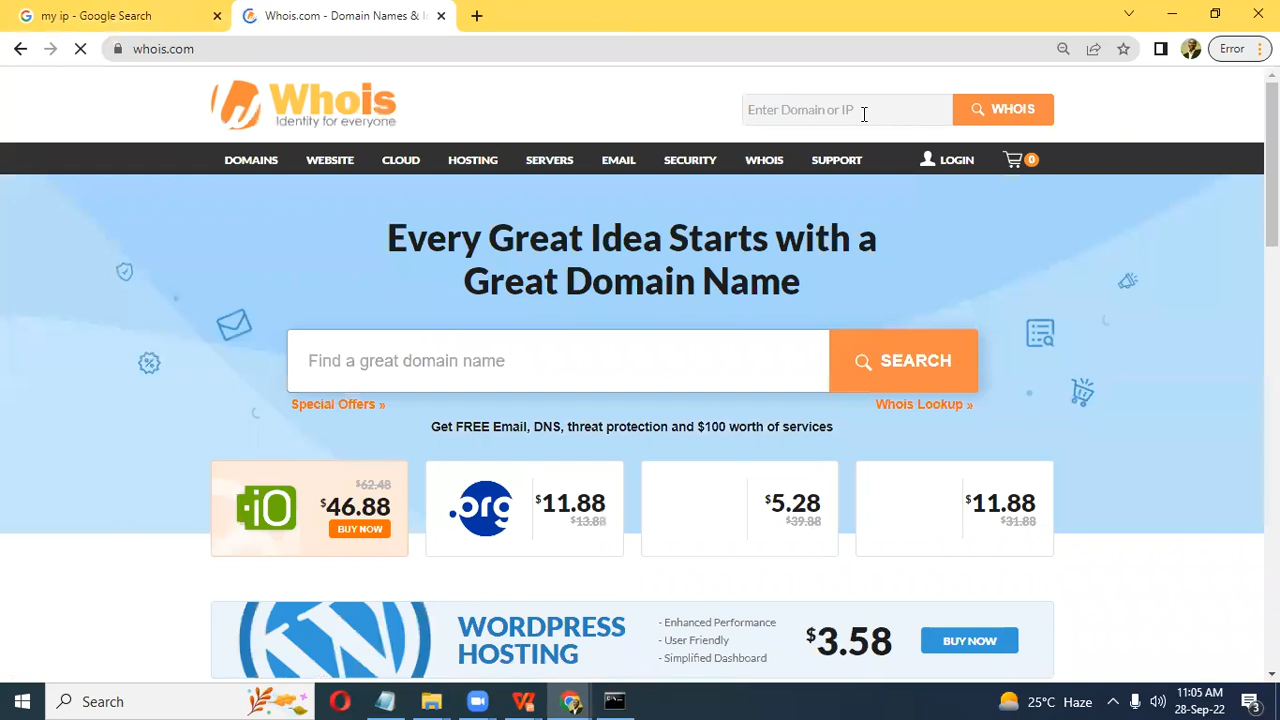 my ip - Google Search
Whois.com - Domain Names & I
whois.com
Error
Whois
Identity for everyone
Enter Domain or IP
WHOIS
DOMAINS WEBSITE CLOUD HOSTING SERVERS EMAIL SECURITY WHOIS SUPPORT LOGIN 0
Every Great Idea Starts with a
Great Domain Name
Find a great domain name
SEARCH
Special Offers »
Whois Lookup »
Get FREE Email, DNS, threat protection and $100 worth of services
.iO
$62.48
$46.88
BUY NOW
.org
$11.88
$13.88
$5.28
$39.88
$11.88
$31.88
WORDPRESS
HOSTING
- Enhanced Performance
- User Friendly
- Simplified Dashboard
$3.58
BUY NOW
Search
25°C Haze
11:05 AM
28-Sep-22
3